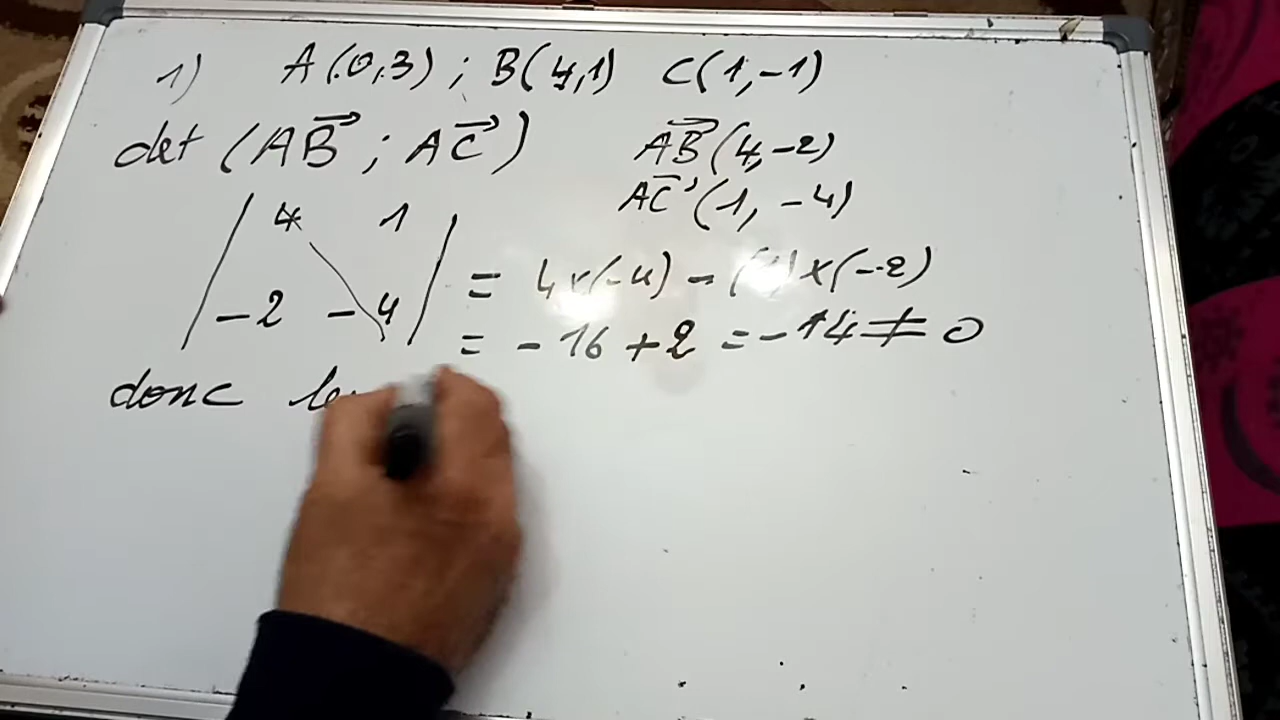 1) A(0,3) ; B(4,1) C(1,-1)
det (AB ; AC) AB(4,-2)
AC(1, -4)
4 1
-2 -4 = 4×(-4) - (1)×(-2)
= -16 + 2 = -14 ≠ 0
donc